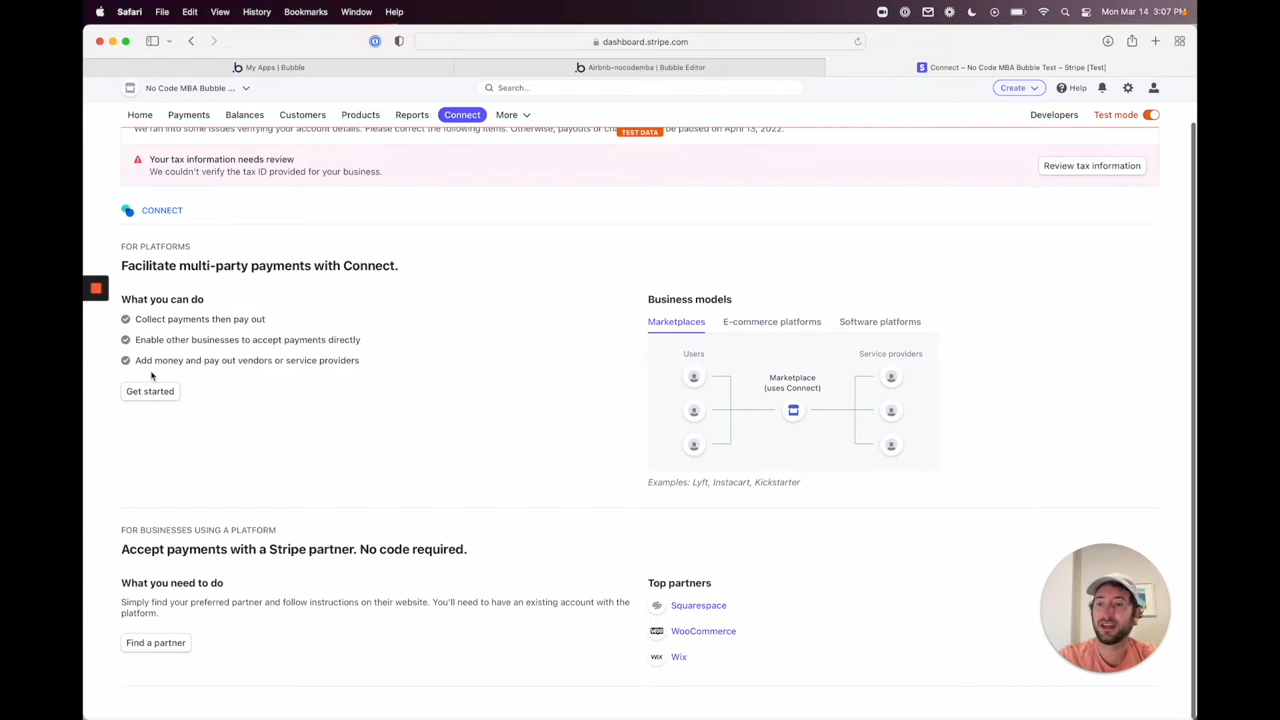 Safari File Edit View History Bookmarks Window Help Mon Mar 14 3:07 PM
dashboard.stripe.com
My Apps | Bubble Airbnb-nocodemba | Bubble Editor Connect – No Code MBA Bubble Test – Stripe [Test]
No Code MBA Bubble ... Search... Create Help
Home Payments Balances Customers Products Reports Connect More Developers Test mode
We ran into some issues verifying your account details. Please correct the following items. Otherwise, payouts or be paused on April 13, 2022.
TEST DATA
Your tax information needs review
We couldn't verify the tax ID provided for your business.
Review tax information
CONNECT
FOR PLATFORMS
Facilitate multi-party payments with Connect.
What you can do
Collect payments then pay out
Enable other businesses to accept payments directly
Add money and pay out vendors or service providers
Get started
Business models
Marketplaces E-commerce platforms Software platforms
Users Service providers
Marketplace
(uses Connect)
Examples: Lyft, Instacart, Kickstarter
FOR BUSINESSES USING A PLATFORM
Accept payments with a Stripe partner. No code required.
What you need to do
Simply find your preferred partner and follow instructions on their website. You'll need to have an existing account with the
platform.
Find a partner
Top partners
Squarespace
WOO WooCommerce
WIX Wix